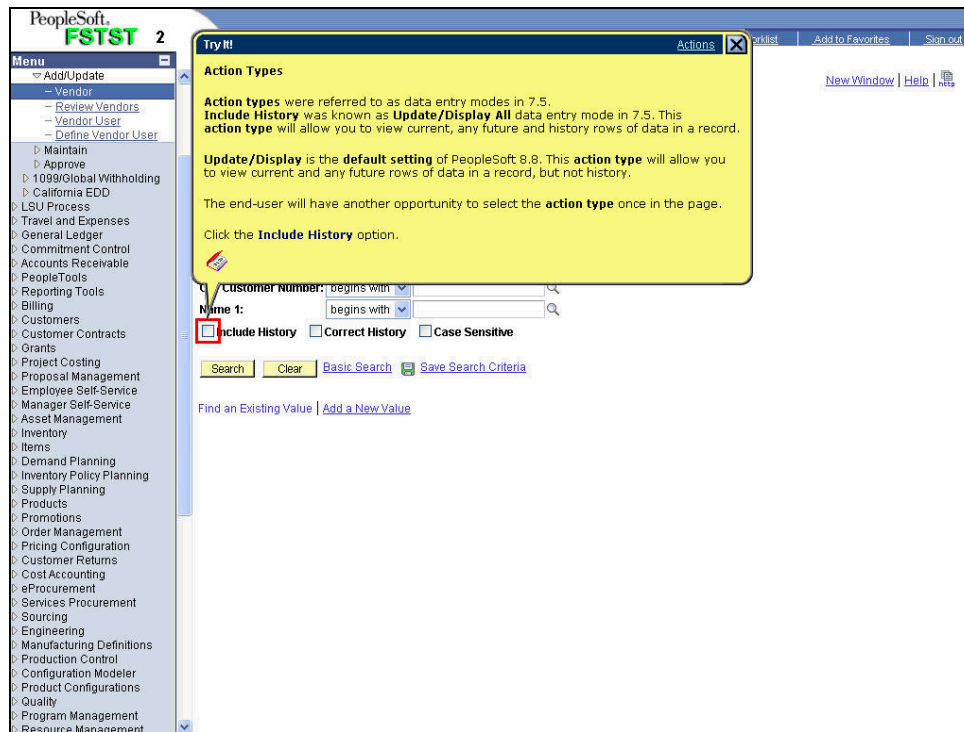 PeopleSoft.
FSTST 2
Add to Favorites
Sign out
Menu
Add/Update
– Vendor
– Review Vendors
– Vendor User
– Define Vendor User
Maintain
Approve
1099/Global Withholding
California EDD
LSU Process
Travel and Expenses
General Ledger
Commitment Control
Accounts Receivable
PeopleTools
Reporting Tools
Billing
Customers
Customer Contracts
Grants
Project Costing
Proposal Management
Employee Self-Service
Manager Self-Service
Asset Management
Inventory
Items
Demand Planning
Inventory Policy Planning
Supply Planning
Products
Promotions
Order Management
Pricing Configuration
Customer Returns
Cost Accounting
eProcurement
Services Procurement
Sourcing
Engineering
Manufacturing Definitions
Production Control
Configuration Modeler
Product Configurations
Quality
Program Management
Resource Management
New Window | Help | http
Try It!
Actions
Action Types
Action types were referred to as data entry modes in 7.5.
Include History was known as Update/Display All data entry mode in 7.5. This
action type will allow you to view current, any future and history rows of data in a record.
Update/Display is the default setting of PeopleSoft 8.8. This action type will allow you
to view current and any future rows of data in a record, but not history.
The end-user will have another opportunity to select the action type once in the page.
Click the Include History option.
Customer Number: begins with
Name 1: begins with
Include History Correct History Case Sensitive
Search Clear Basic Search Save Search Criteria
Find an Existing Value | Add a New Value